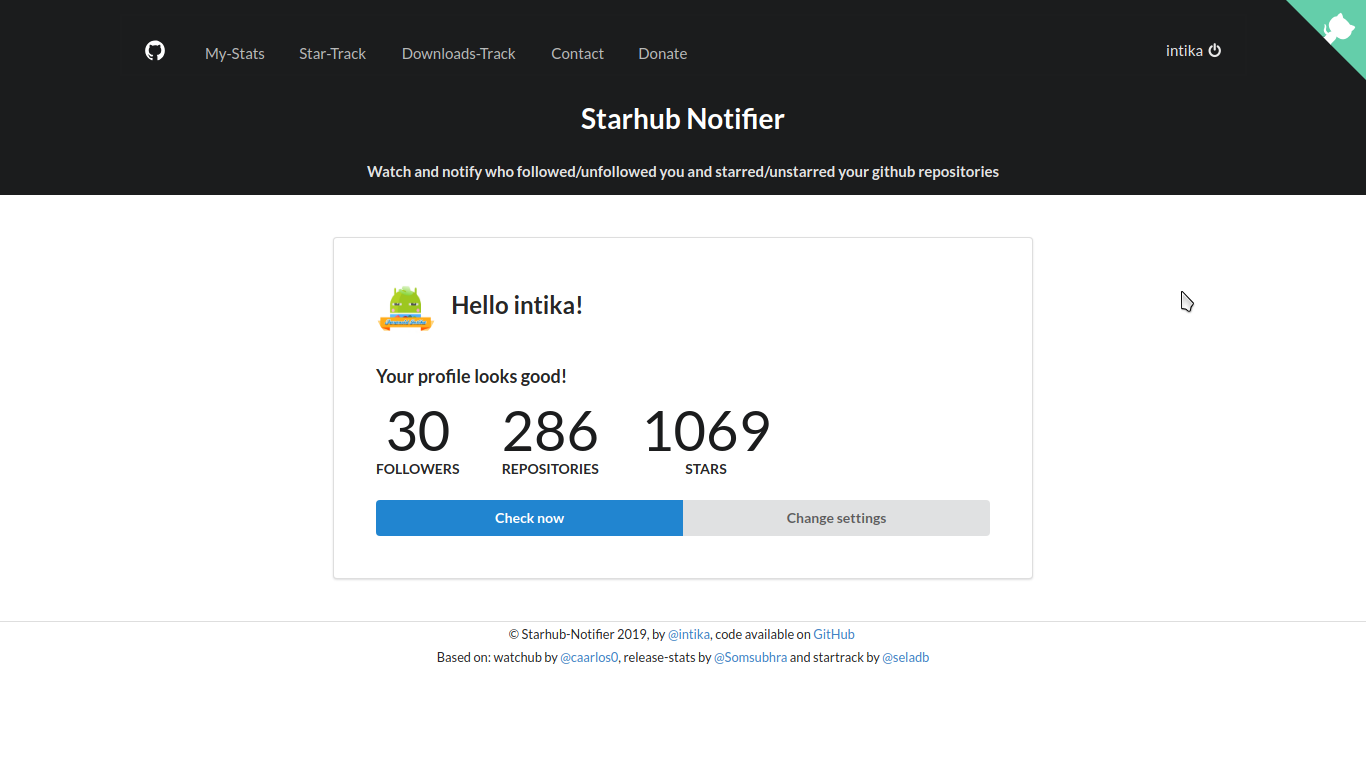 My-Stats Star-Track Downloads-Track Contact Donate intika
Starhub Notifier
Watch and notify who followed/unfollowed you and starred/unstarred your github repositories
Hello intika!
Your profile looks good!
30 286 1069
FOLLOWERS REPOSITORIES STARS
Check now Change settings
© Starhub-Notifier 2019, by @intika, code available on GitHub
Based on: watchub by @caarlos0, release-stats by @Somsubhra and startrack by @seladb